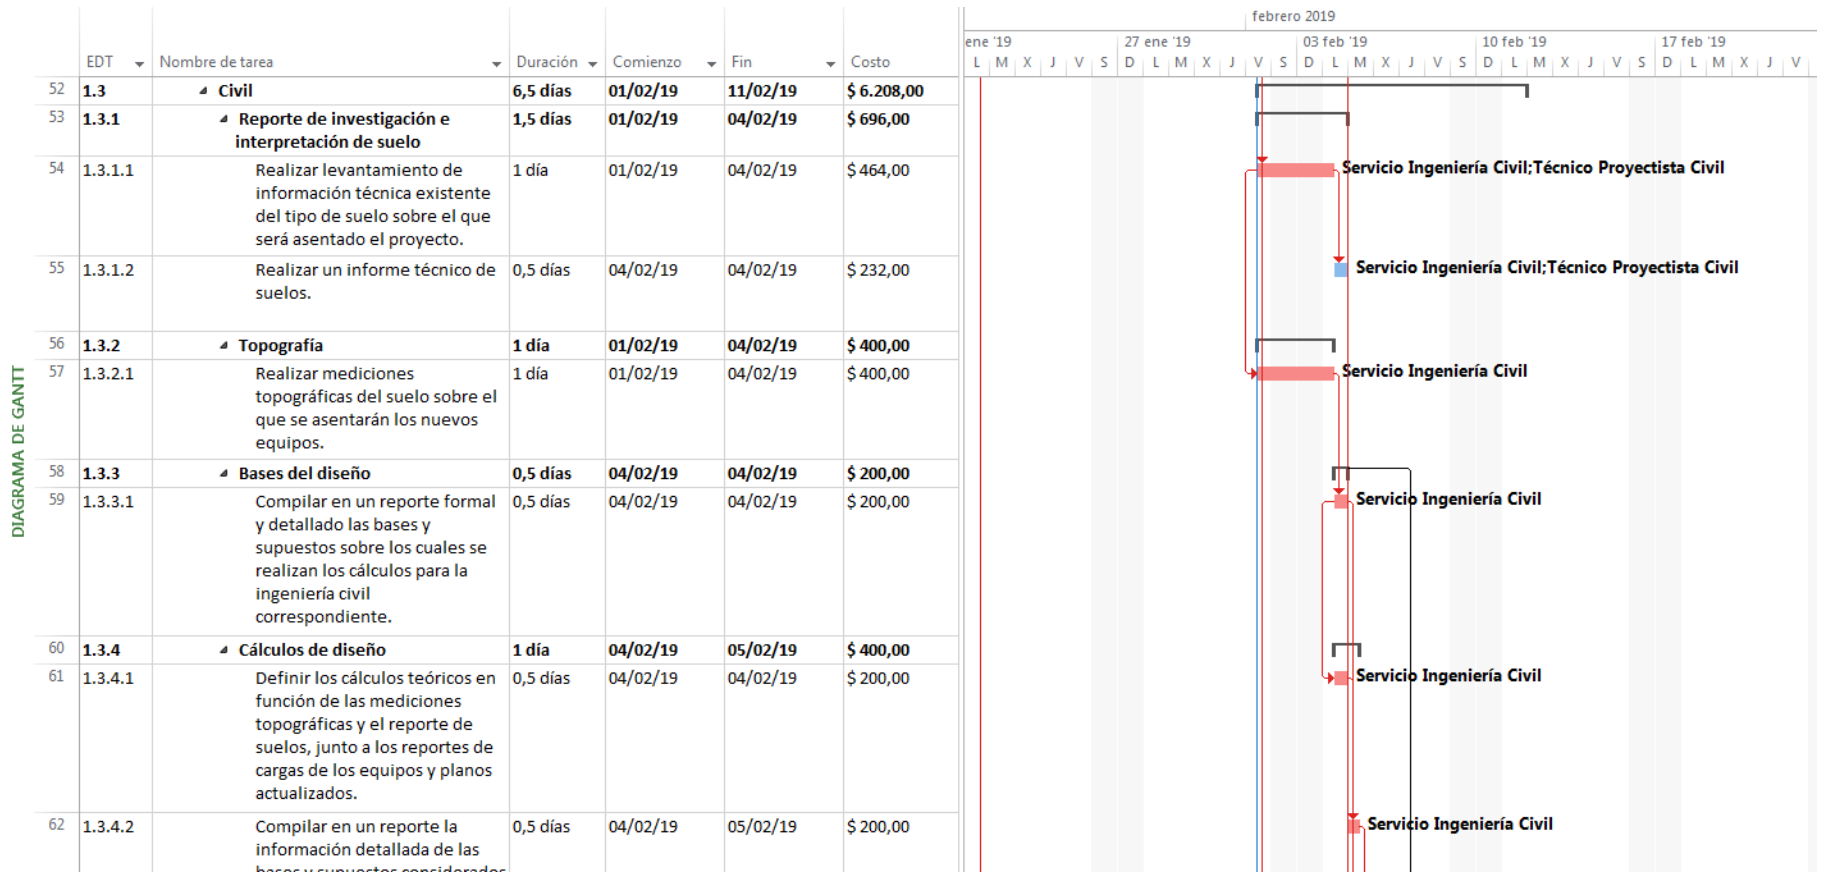 febrero 2019
ene '19 27 ene '19 03 feb '19 10 feb '19 17 feb '19
EDT Nombre de tarea Duración Comienzo Fin Costo L M X J V S D L M X J V S D L M X J V S D L M X J V S D L M X J V
52 1.3 Civil 6,5 días 01/02/19 11/02/19 $ 6.208,00
53 1.3.1 Reporte de investigación e 1,5 días 01/02/19 04/02/19 $ 696,00
interpretación de suelo
54 1.3.1.1 Realizar levantamiento de 1 día 01/02/19 04/02/19 $ 464,00 Servicio Ingeniería Civil;Técnico Proyectista Civil
información técnica existente
del tipo de suelo sobre el que
será asentado el proyecto.
55 1.3.1.2 Realizar un informe técnico de 0,5 días 04/02/19 04/02/19 $ 232,00 Servicio Ingeniería Civil;Técnico Proyectista Civil
suelos.
56 1.3.2 Topografía 1 día 01/02/19 04/02/19 $ 400,00
57 1.3.2.1 Realizar mediciones 1 día 01/02/19 04/02/19 $ 400,00 Servicio Ingeniería Civil
topográficas del suelo sobre el
que se asentarán los nuevos
equipos.
DIAGRAMA DE GANTT
58 1.3.3 Bases del diseño 0,5 días 04/02/19 04/02/19 $ 200,00
59 1.3.3.1 Compilar en un reporte formal 0,5 días 04/02/19 04/02/19 $ 200,00 Servicio Ingeniería Civil
y detallado las bases y
supuestos sobre los cuales se
realizan los cálculos para la
ingeniería civil
correspondiente.
60 1.3.4 Cálculos de diseño 1 día 04/02/19 05/02/19 $ 400,00
61 1.3.4.1 Definir los cálculos teóricos en 0,5 días 04/02/19 04/02/19 $ 200,00 Servicio Ingeniería Civil
función de las mediciones
topográficas y el reporte de
suelos, junto a los reportes de
cargas de los equipos y planos
actualizados.
62 1.3.4.2 Compilar en un reporte la 0,5 días 04/02/19 05/02/19 $ 200,00 Servicio Ingeniería Civil
información detallada de las
bases y supuestos considerados